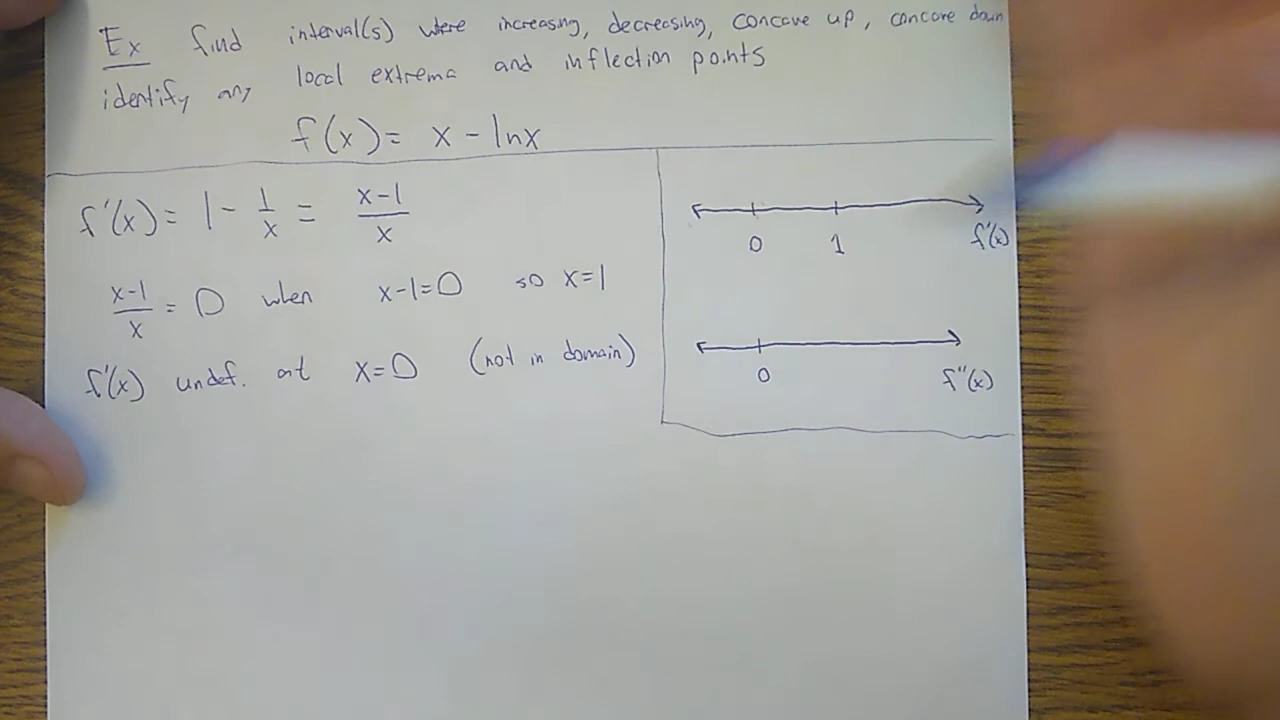 Ex find interval(s) where increasing, decreasing, concave up, concave down
identify any local extrema and inflection points
f(x) = x - lnx
f'(x) = 1 - 1/x = x-1/x
x-1/x = 0 when x-1=0 so x=1
f'(x) undef. at x=0 (not in domain)
0 1 f'(x)
0 f''(x)